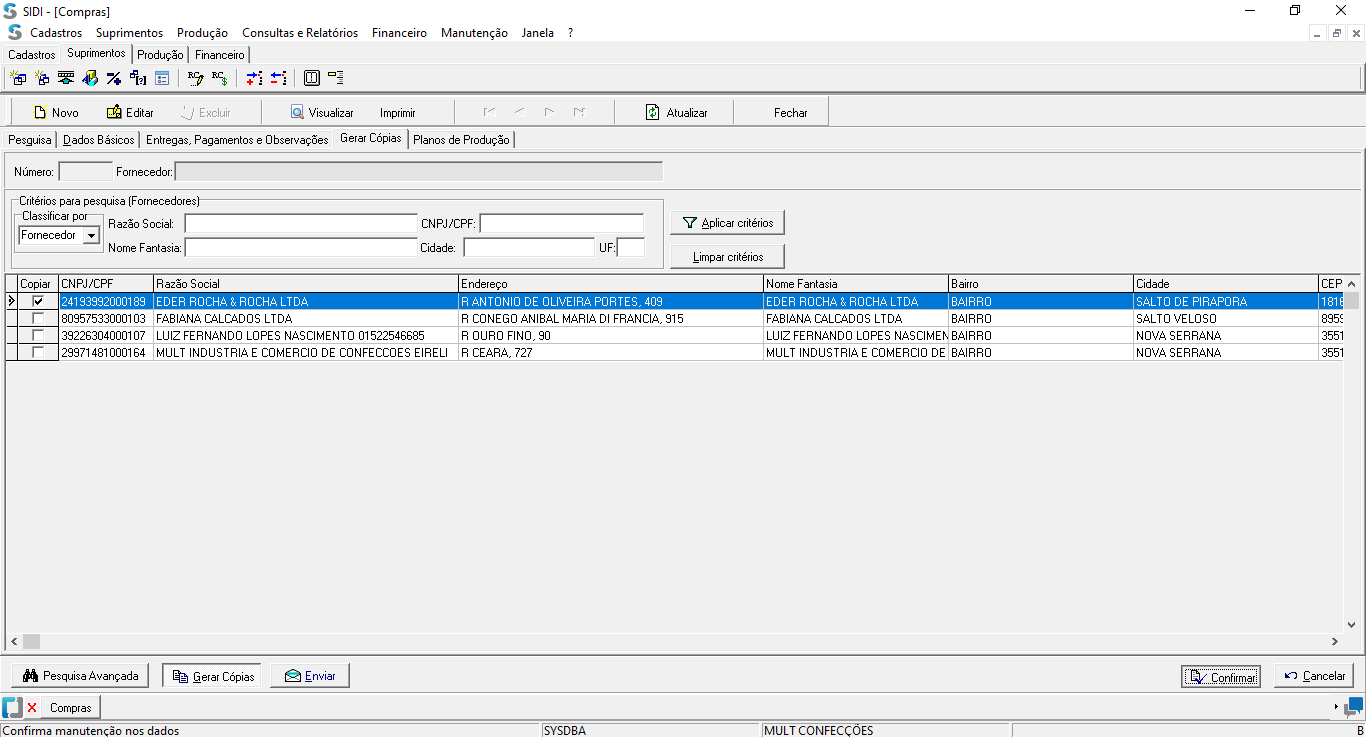 SIDI - [Compras]
Cadastros Suprimentos Produção Consultas e Relatórios Financeiro Manutenção Janela ?
Cadastros Suprimentos Produção Financeiro
Novo Editar Excluir Visualizar Imprimir Atualizar Fechar
Pesquisa Dados Básicos Entregas, Pagamentos e Observações Gerar Cópias Planos de Produção
Número: Fornecedor:
Critérios para pesquisa (Fornecedores)
Classificar por
Razão Social: CNPJ/CPF: Aplicar critérios
Fornecedor
Nome Fantasia: Cidade: UF:
Limpar critérios
Copiar CNPJ/CPF Razão Social Endereço Nome Fantasia Bairro Cidade CEP
24193992000189 EDER ROCHA & ROCHA LTDA R ANTONIO DE OLIVEIRA PORTES, 409 EDER ROCHA & ROCHA LTDA BAIRRO SALTO DE PIRAPORA 1816
80957533000103 FABIANA CALCADOS LTDA R CONEGO ANIBAL MARIA DI FRANCIA, 915 FABIANA CALCADOS LTDA BAIRRO SALTO VELOSO 8959
39226304000107 LUIZ FERNANDO LOPES NASCIMENTO 01522546685 R OURO FINO, 90 LUIZ FERNANDO LOPES NASCIMEN BAIRRO NOVA SERRANA 3551
29971481000164 MULT INDUSTRIA E COMERCIO DE CONFECCOES EIRELI R CEARA, 727 MULT INDUSTRIA E COMERCIO DE BAIRRO NOVA SERRANA 3551
Pesquisa Avançada Gerar Cópias Enviar Confirmar Cancelar
Compras
Confirma manutenção nos dados SYSDBA MULT CONFECÇÕES B